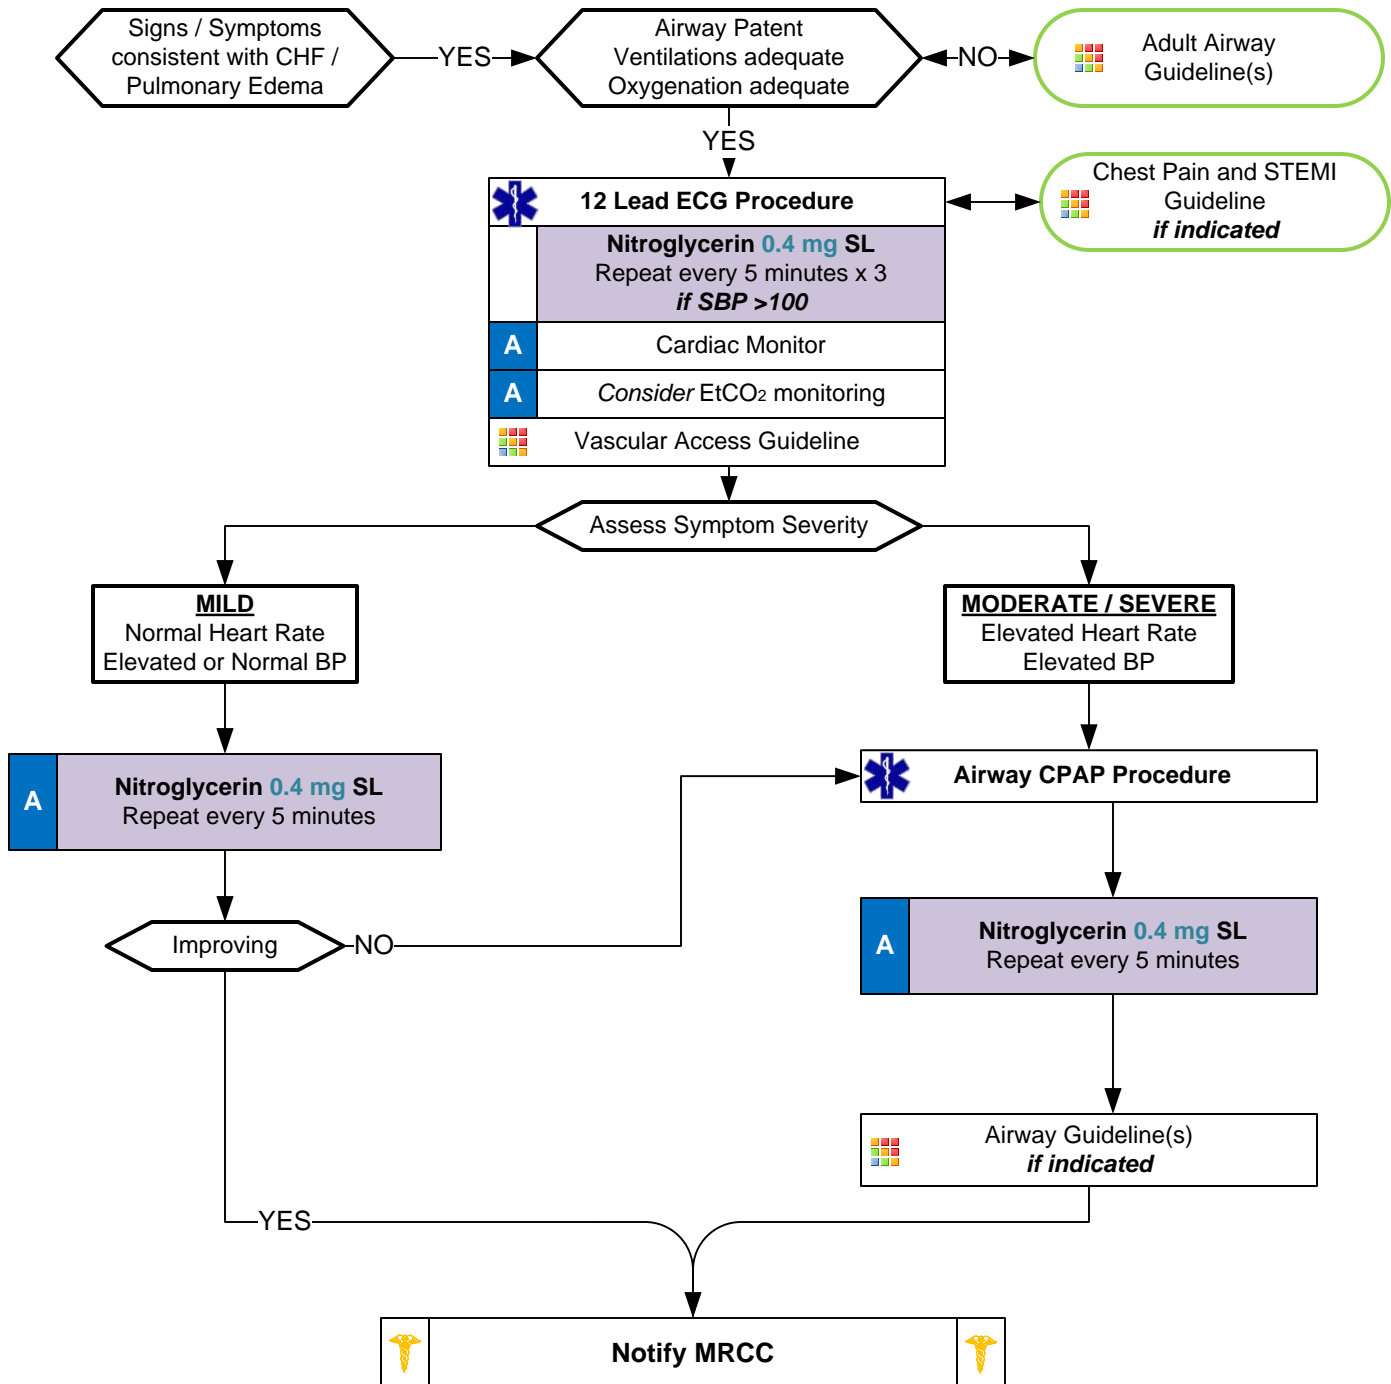 Signs / Symptoms
consistent with CHF /
Pulmonary Edema
YES
Airway Patent
Ventilations adequate
Oxygenation adequate
NO
Adult Airway
Guideline(s)
YES
12 Lead ECG Procedure
Chest Pain and STEMI
Guideline
if indicated
Nitroglycerin 0.4 mg SL
Repeat every 5 minutes x 3
if SBP >100
A
Cardiac Monitor
A
Consider EtCO₂ monitoring
Vascular Access Guideline
Assess Symptom Severity
MILD
Normal Heart Rate
Elevated or Normal BP
MODERATE / SEVERE
Elevated Heart Rate
Elevated BP
A
Nitroglycerin 0.4 mg SL
Repeat every 5 minutes
Airway CPAP Procedure
Improving
NO
A
Nitroglycerin 0.4 mg SL
Repeat every 5 minutes
Airway Guideline(s)
if indicated
YES
Notify MRCC